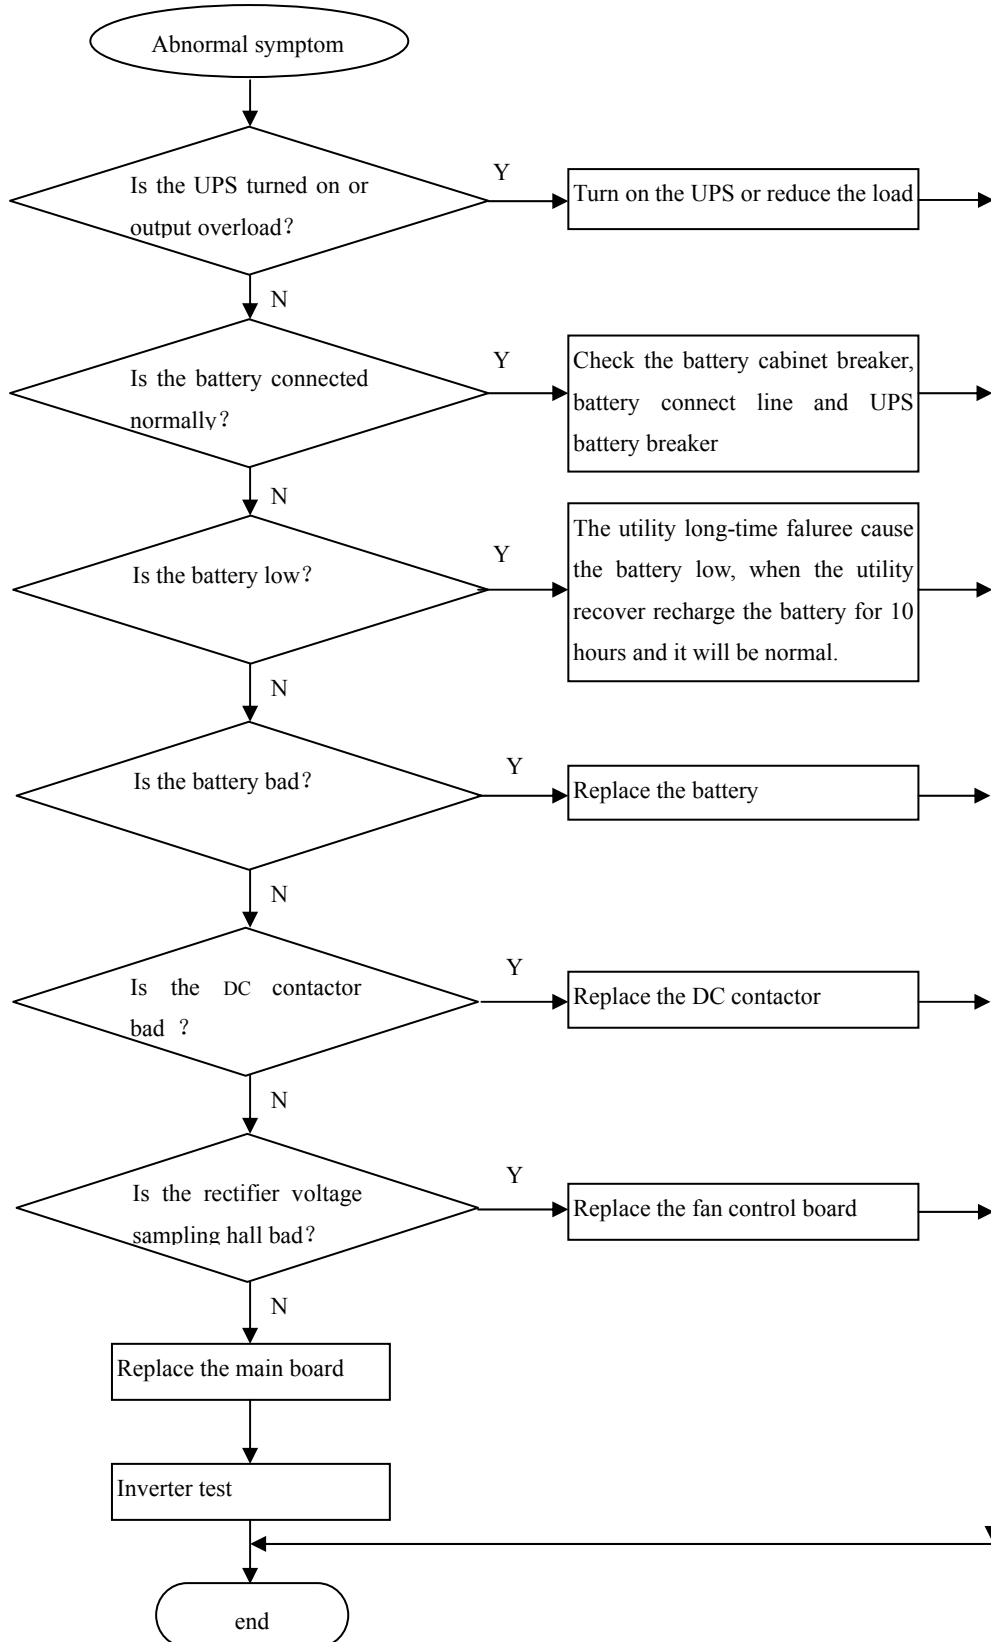 Abnormal symptom
Is the UPS turned on or
output overload？
Y
Turn on the UPS or reduce the load
N
Is the battery connected
normally？
Y
Check the battery cabinet breaker,
battery connect line and UPS
battery breaker
N
Is the battery low？
Y
The utility long-time faluree cause
the battery low, when the utility
recover recharge the battery for 10
hours and it will be normal.
N
Is the battery bad？
Y
Replace the battery
N
Is the DC contactor
bad ？
Y
Replace the DC contactor
N
Is the rectifier voltage
sampling hall bad？
Y
Replace the fan control board
N
Replace the main board
Inverter test
end